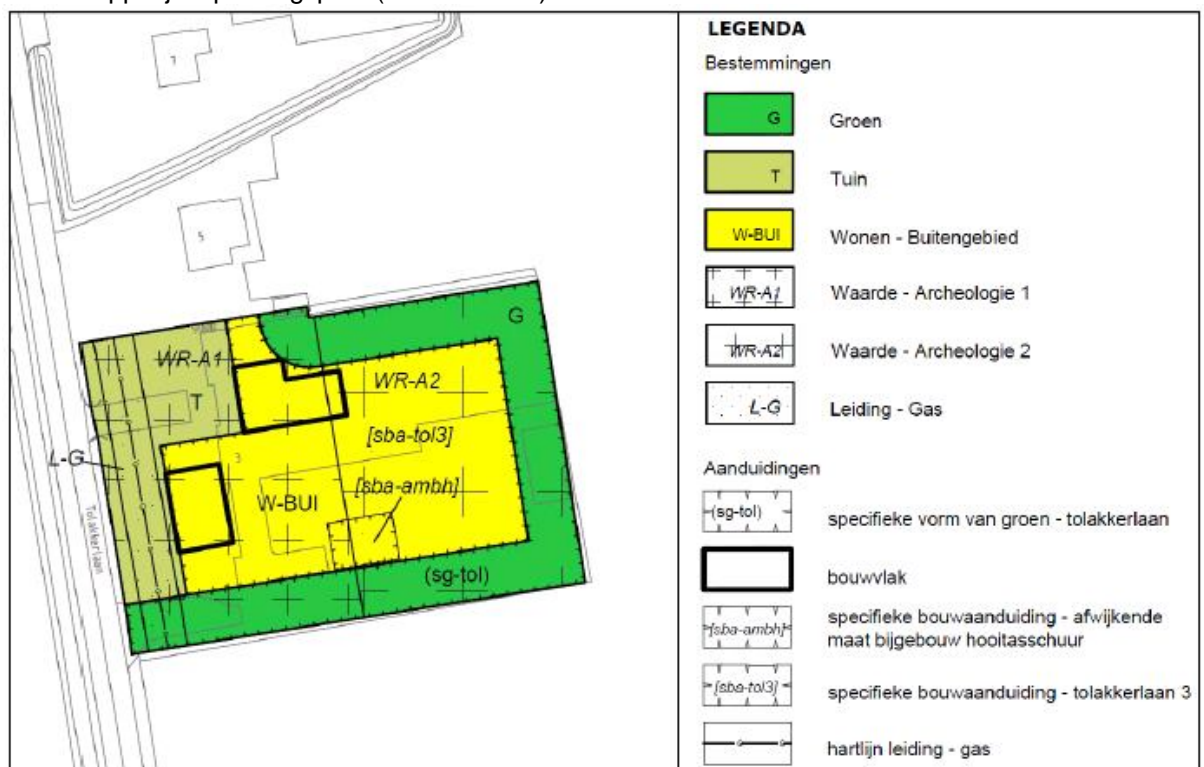 LEGENDA
Bestemmingen
G Groen
T Tuin
W-BUI Wonen - Buitengebied
WR-A1 Waarde - Archeologie 1
WR-A2 Waarde - Archeologie 2
L-G Leiding - Gas
Aanduidingen
(sg-tol) specifieke vorm van groen - tolakkerlaan
bouwvlak
[sba-ambh] specifieke bouwaanduiding - afwijkende
maat bijgebouw hooitasschuur
[sba-tol3] specifieke bouwaanduiding - tolakkerlaan 3
hartlijn leiding - gas
7
5
G
WR-A1
WR-A2
T
[sba-tol3]
L-G
3
[sba-ambh]
W-BUI
Tolakkerlaan
(sg-tol)